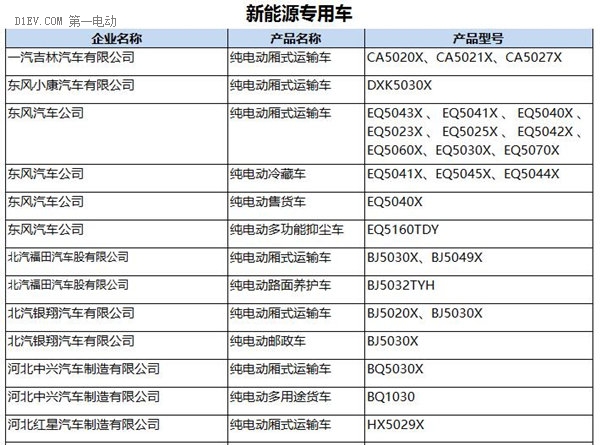 D1EV.COM 第一电动
新能源专用车
企业名称 产品名称 产品型号
一汽吉林汽车有限公司 纯电动厢式运输车 CA5020X、CA5021X、CA5027X
东风小康汽车有限公司 纯电动厢式运输车 DXK5030X
东风汽车公司 纯电动厢式运输车 EQ5043X 、 EQ5041X 、 EQ5040X 、
EQ5023X 、 EQ5025X 、 EQ5042X 、
EQ5060X、EQ5030X、EQ5070X
东风汽车公司 纯电动冷藏车 EQ5041X、EQ5045X、EQ5044X
东风汽车公司 纯电动售货车 EQ5040X
东风汽车公司 纯电动多功能抑尘车 EQ5160TDY
北汽福田汽车股有限公司 纯电动厢式运输车 BJ5030X、BJ5049X
北汽福田汽车股有限公司 纯电动路面养护车 BJ5032TYH
北汽银翔汽车有限公司 纯电动厢式运输车 BJ5020X、BJ5030X
北汽银翔汽车有限公司 纯电动邮政车 BJ5030X
河北中兴汽车制造有限公司 纯电动厢式运输车 BQ5030X
河北中兴汽车制造有限公司 纯电动多用途货车 BQ1030
河北红星汽车制造有限公司 纯电动厢式运输车 HX5029X